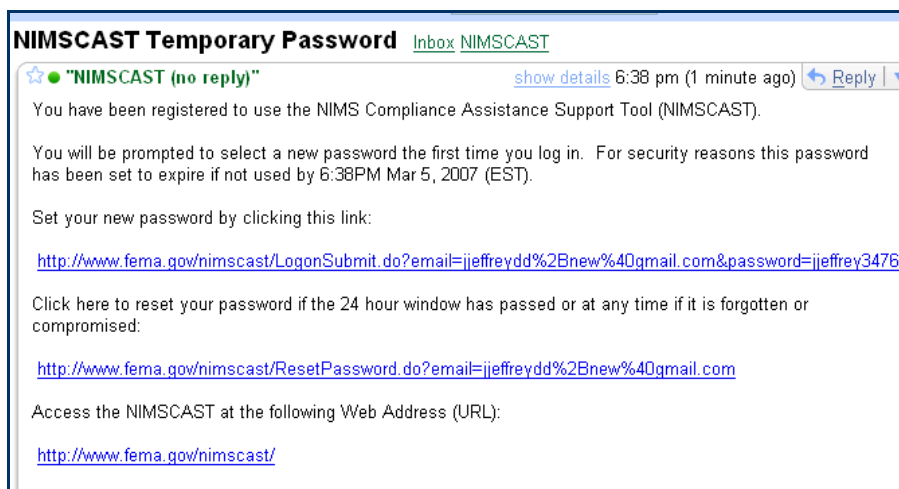 NIMSCAST Temporary Password Inbox NIMSCAST
"NIMSCAST (no reply)" show details 6:38 pm (1 minute ago) Reply
You have been registered to use the NIMS Compliance Assistance Support Tool (NIMSCAST).
You will be prompted to select a new password the first time you log in. For security reasons this password
has been set to expire if not used by 6:38PM Mar 5, 2007 (EST).
Set your new password by clicking this link:
http://www.fema.gov/nimscast/LogonSubmit.do?email=jjeffreydd%2Bnew%40gmail.com&password=jjeffrey3476
Click here to reset your password if the 24 hour window has passed or at any time if it is forgotten or
compromised:
http://www.fema.gov/nimscast/ResetPassword.do?email=jjeffreydd%2Bnew%40gmail.com
Access the NIMSCAST at the following Web Address (URL):
http://www.fema.gov/nimscast/